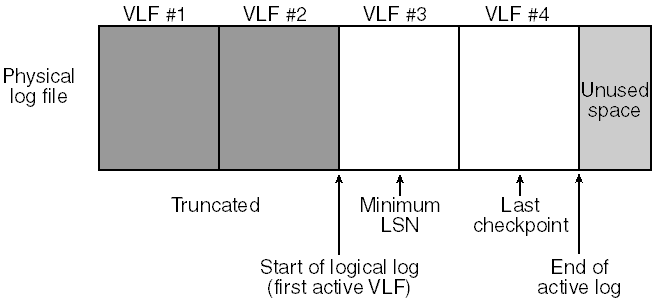 VLF #1 VLF #2 VLF #3 VLF #4
Physical
log file
Unused
space
Truncated
Minimum
LSN
Last
checkpoint
Start of logical log
(first active VLF)
End of
active log